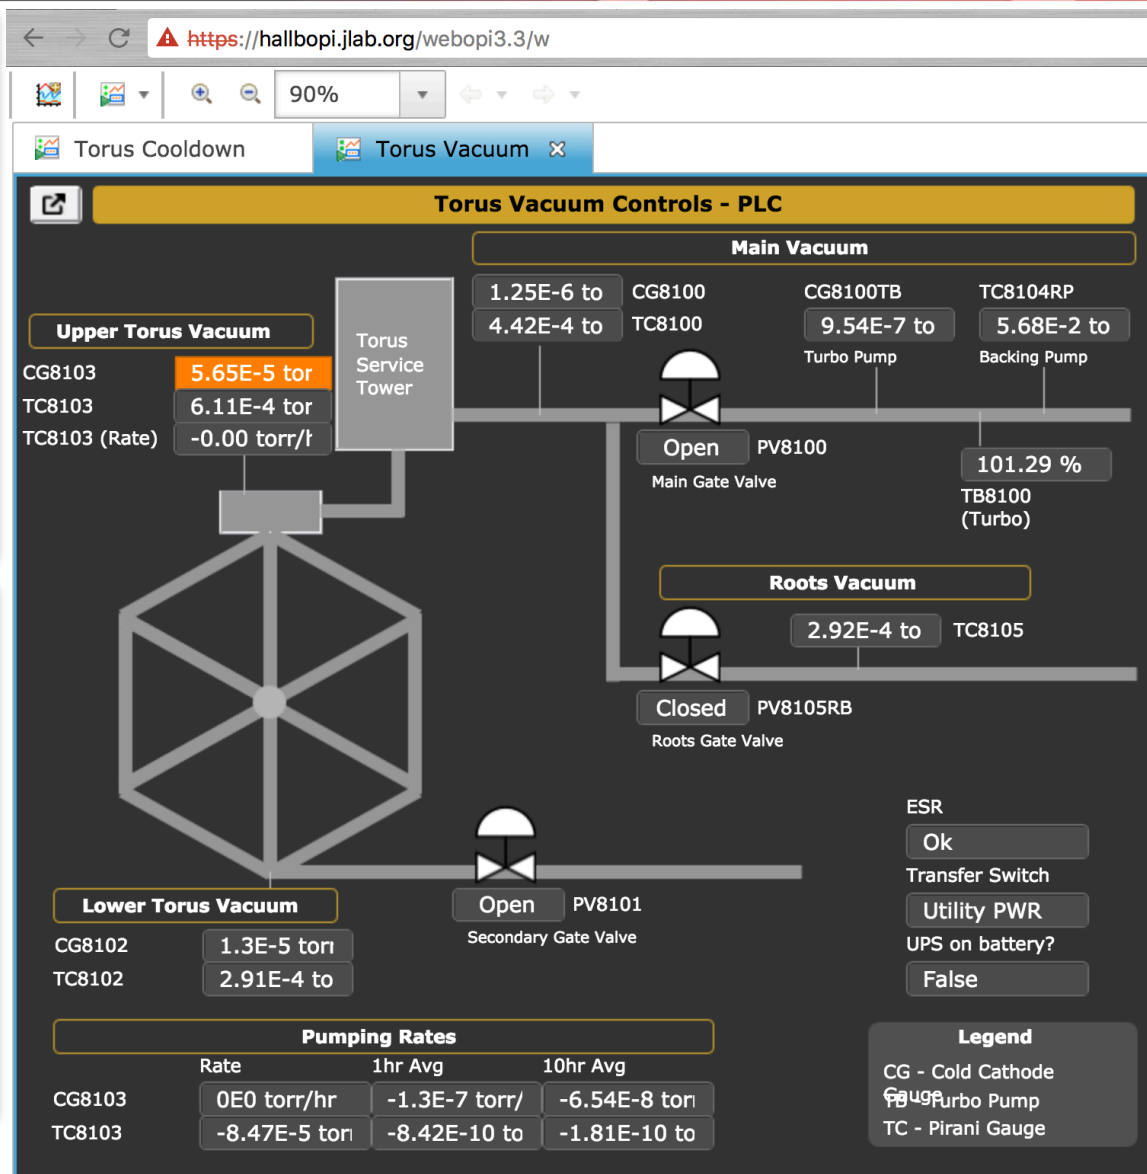 https://hallbopi.jlab.org/webopi3.3/w
90%
Torus Cooldown
Torus Vacuum
Torus Vacuum Controls - PLC
Main Vacuum
1.25E-6 to CG8100
4.42E-4 to TC8100
CG8100TB
9.54E-7 to
Turbo Pump
TC8104RP
5.68E-2 to
Backing Pump
Upper Torus Vacuum
CG8103 5.65E-5 tor
TC8103 6.11E-4 tor
TC8103 (Rate) -0.00 torr/h
Torus
Service
Tower
Open PV8100
Main Gate Valve
101.29 %
TB8100
(Turbo)
Roots Vacuum
2.92E-4 to TC8105
Closed PV8105RB
Roots Gate Valve
Open PV8101
Secondary Gate Valve
Lower Torus Vacuum
CG8102 1.3E-5 torr
TC8102 2.91E-4 to
ESR
Ok
Transfer Switch
Utility PWR
UPS on battery?
False
Pumping Rates
Rate 1hr Avg 10hr Avg
CG8103 0E0 torr/hr -1.3E-7 torr/ -6.54E-8 torr
TC8103 -8.47E-5 torr -8.42E-10 to -1.81E-10 to
Legend
CG - Cold Cathode
Gauge
TB - Turbo Pump
TC - Pirani Gauge